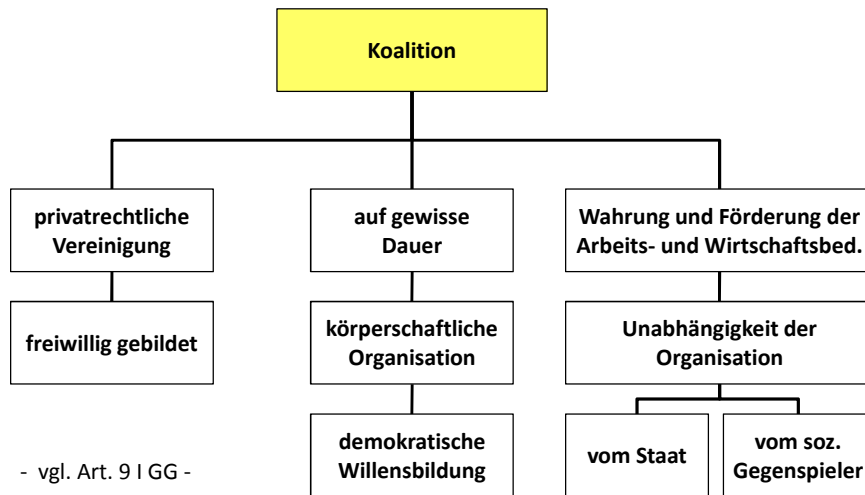 Koalition
privatrechtliche
Vereinigung
auf gewisse
Dauer
Wahrung und Förderung der
Arbeits- und Wirtschaftsbed.
freiwillig gebildet
körperschaftliche
Organisation
Unabhängigkeit der
Organisation
demokratische
Willensbildung
vom Staat
vom soz.
Gegenspieler
- vgl. Art. 9 I GG -